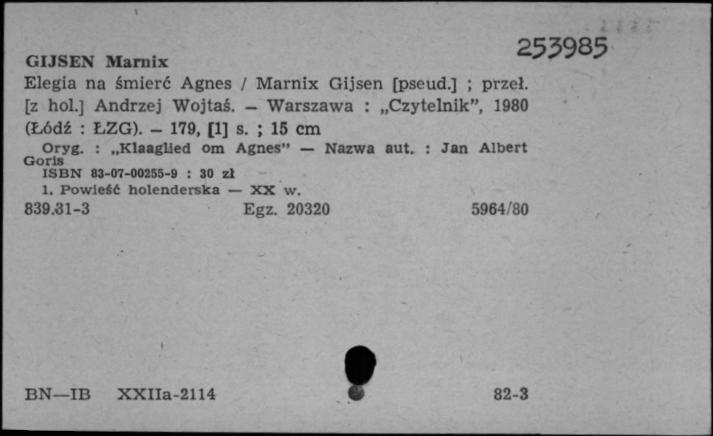 253985
GIJSEN Marnix
Elegia na śmierć Agnes / Marnix Gijsen [pseud.] ; przeł.
[z hol.] Andrzej Wojtaś. — Warszawa : „Czytelnik”, 1980
(Łódź : ŁZG). — 179, [1] s. ; 15 cm
Oryg. : „Klaaglied om Agnes” — Nazwa aut. : Jan Albert
Goris
ISBN 83-07-00255-9 : 30 zł
1. Powieść holenderska — XX w.
839.31-3 Egz. 20320 5964/80
BN—IB XXIIa-2114 82-3